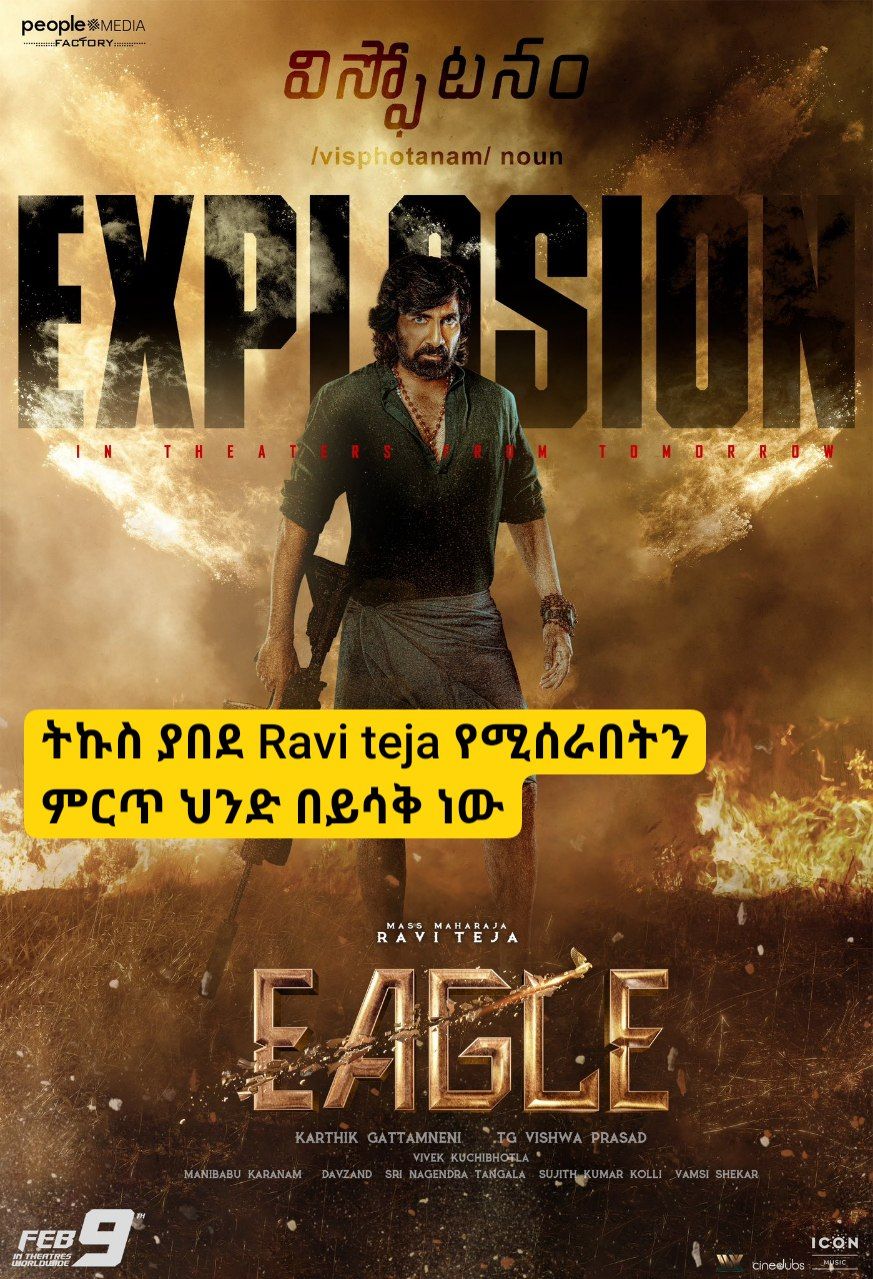 people MEDIA
FACTORY
విస్ఫోటనం
/visphotanam/ noun
EXPLOSION
IN THEATERS FROM TOMORROW
ትኩስ ያበደ Ravi teja የሚሰራበትን
ምርጥ ህንድ በይሳቅ ነው
MASS MAHARAJA
RAVI TEJA
EAGLE
KARTHIK GATTAMNENI TG VISHWA PRASAD
VIVEK KUCHIBHOTLA
MANIBABU KARANAM DAVZAND SRI NAGENDRA TANGALA SUJITH KUMAR KOLLI VAMSI SHEKAR
FEB 9TH
IN THEATRES
WORLDWIDE
cinedubs
ICON
MUSIC